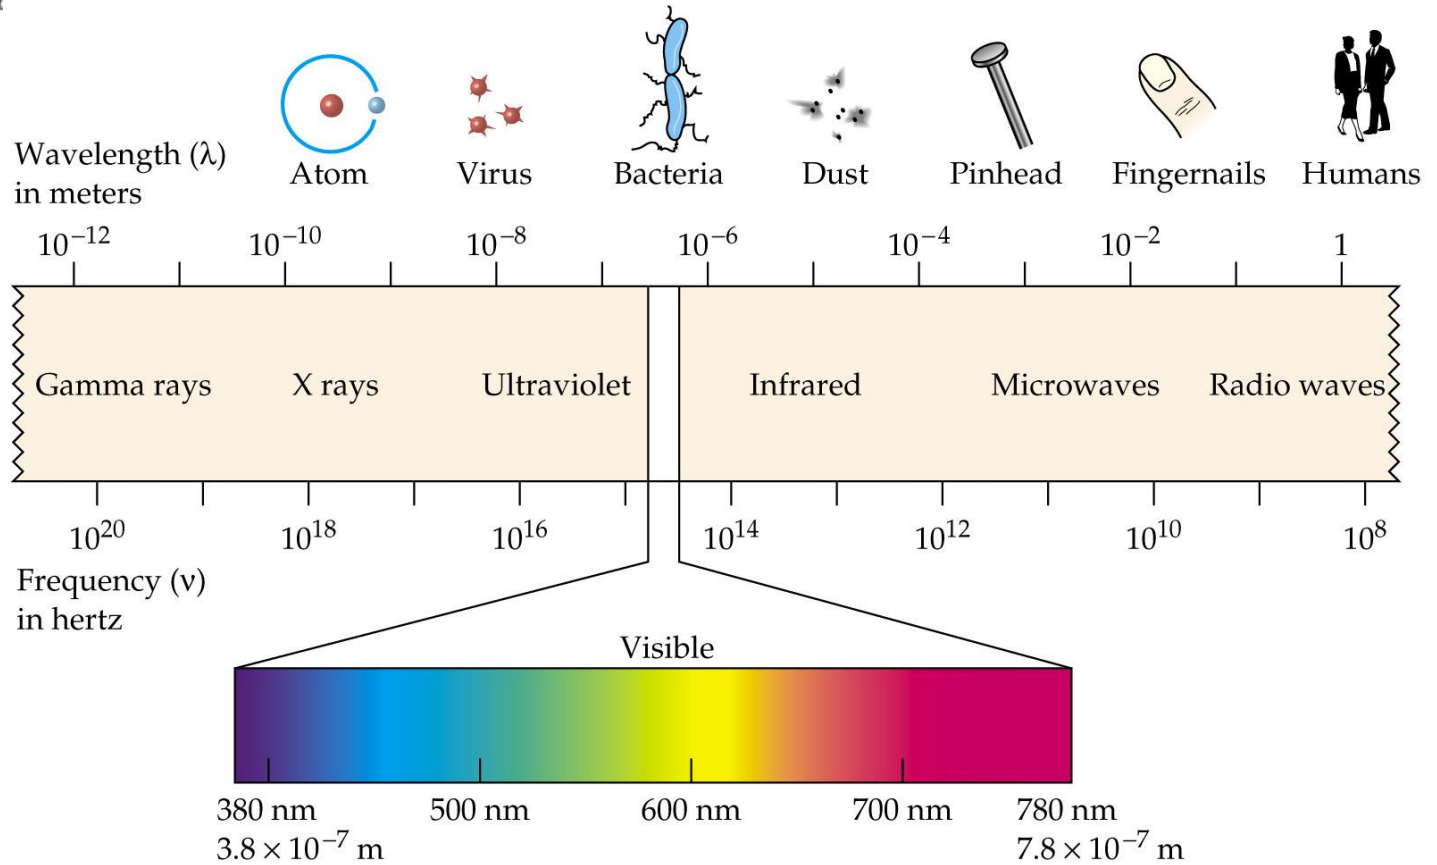 Atom Virus Bacteria Dust Pinhead Fingernails Humans
Wavelength (λ)
in meters
10⁻¹² 10⁻¹⁰ 10⁻⁸ 10⁻⁶ 10⁻⁴ 10⁻² 1
Gamma rays X rays Ultraviolet Infrared Microwaves Radio waves
10²⁰ 10¹⁸ 10¹⁶ 10¹⁴ 10¹² 10¹⁰ 10⁸
Frequency (ν)
in hertz
Visible
380 nm 500 nm 600 nm 700 nm 780 nm
3.8 × 10⁻⁷ m 7.8 × 10⁻⁷ m